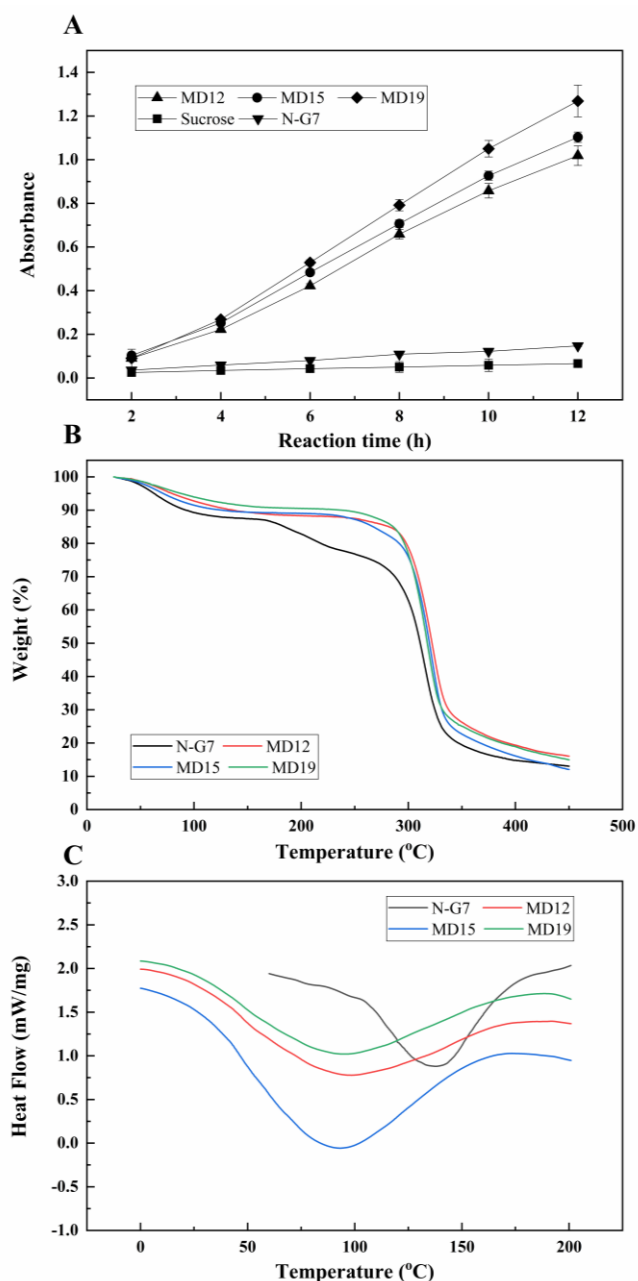 A
MD12 MD15 MD19
Sucrose N-G7
1.4
1.2
1.0
0.8
0.6
0.4
0.2
0.0
Absorbance
2 4 6 8 10 12
Reaction time (h)
B
100
90
80
70
60
50
40
30
20
10
0
Weight (%)
N-G7 MD12
MD15 MD19
0 100 200 300 400 500
Temperature (°C)
C
3.0
2.5
2.0
1.5
1.0
0.5
0.0
-0.5
-1.0
Heat Flow (mW/mg)
N-G7 MD12
MD15 MD19
0 50 100 150 200
Temperature (°C)